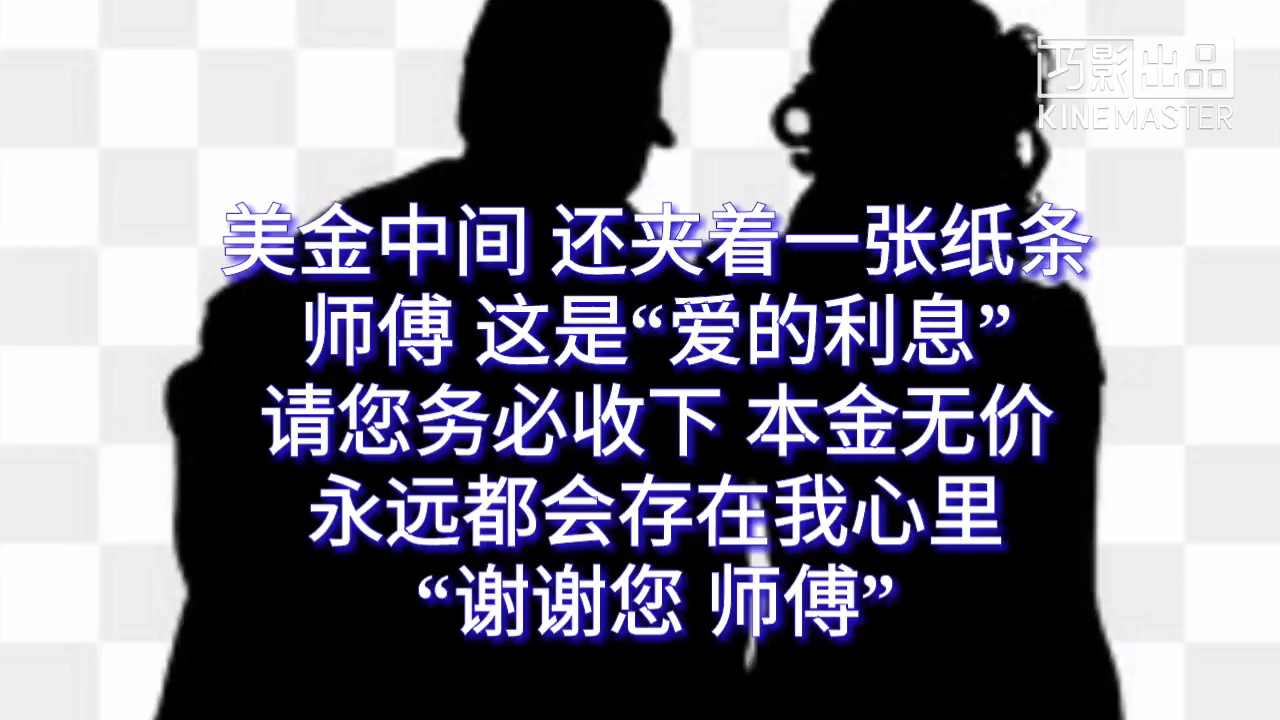 巧影出品
KINEMASTER
美金中间 还夹着一张纸条
师傅 这是“爱的利息”
请您务必收下 本金无价
永远都会存在我心里
“谢谢您 师傅”